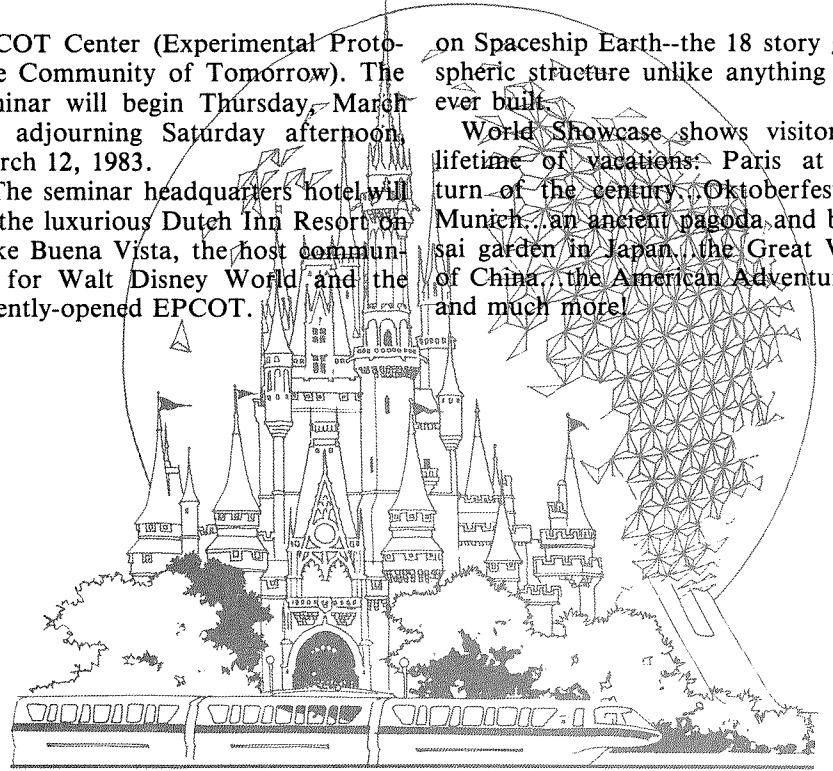 COT Center (Experimental Proto-
e Community of Tomorrow). The
ninar will begin Thursday, March
adjourning Saturday afternoon,
rch 12, 1983.
The seminar headquarters hotel will
the luxurious Dutch Inn Resort on
ke Buena Vista, the host commun-
for Walt Disney World and the
ently-opened EPCOT.
on Spaceship Earth--the 18 story
spheric structure unlike anything
ever built.
World Showcase shows visitor
lifetime of vacations: Paris at
turn of the century...Oktoberfes
Munich...an ancient pagoda and b
sai garden in Japan...the Great
of China...the American Adventur
and much more!